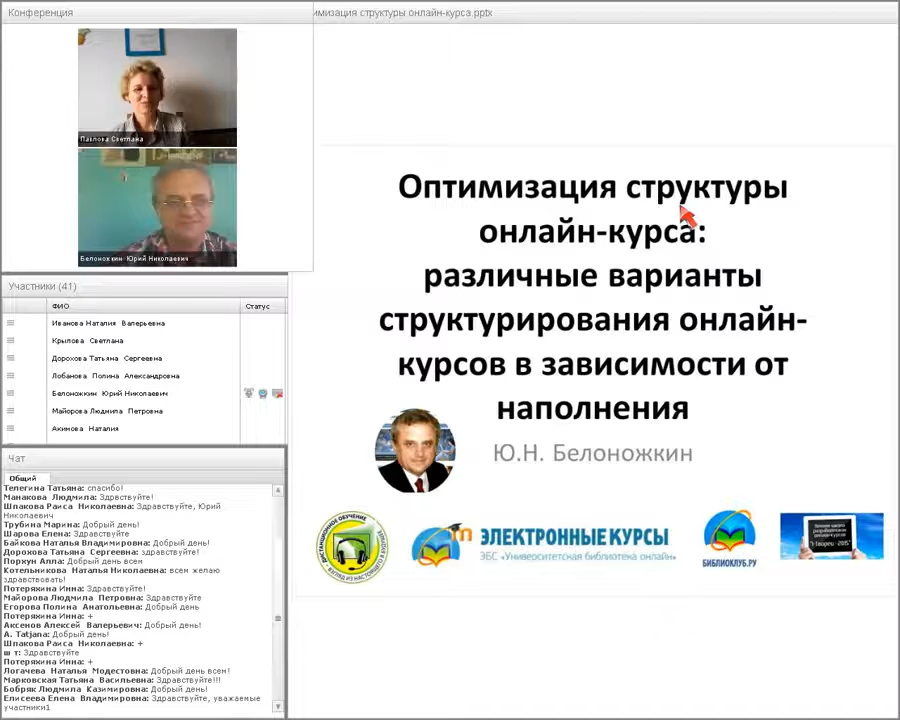 Конференция
имизация структуры онлайн-курса.pptx
Павлова Светлана
Белоножкин Юрий Николаевич
Участники (41)
ФИО
Статус
Иванова Наталия Валерьевна
Крылова Светлана
Дорохова Татьяна Сергеевна
Лобанова Полина Александровна
Белоножкин Юрий Николаевич
Майорова Людмила Петровна
Акимова Наталия
Чат
Общий
Телегина Татьяна: спасибо!
Манакова Людмила: Здрвствуйте!
Шпакова Раиса Николаевна: Здравствуйте, Юрий
Николаевич
Трубина Марина: Добрый день!
Шарова Елена: Здравствуйте
Байкова Наталья Владимировна: Добрый день!
Дорохова Татьяна Сергеевна: здравствуйте!
Поркун Алла: Добрый день всем
Котельникова Наталья Николаевна: всем желаю
здравствовать!
Потеряхина Инна: Здравствуйте!
Майорова Людмила Петровна: Здравствуйте
Егорова Полина Анатольевна: Добрый день
Потеряхина Инна: +
Аксенов Алексей Валерьевич: Добрый день!
A. Tatjana: Добрый день!
Шпакова Раиса Николаевна: +
ш т: Здравствуйте
Потеряхина Инна: +
Логачева Наталья Модестовна: Добрый день всем!
Марковская Татьяна Васильевна: Здравствуйте!!!
Бобряк Людмила Казимировна: Добрый день!
Елисеева Елена Владимировна: Здравствуйте, уважаемые
участники1
Оптимизация структуры
онлайн-курса:
различные варианты
структурирования онлайн-
курсов в зависимости от
наполнения
Ю.Н. Белоножкин
ДИСТАНЦИОННОЕ ОБУЧЕНИЕ
ЭЛЕКТРОННЫЕ КУРСЫ
ЭБС «Университетская библиотека онлайн»
БИБЛИОКЛУБ.РУ